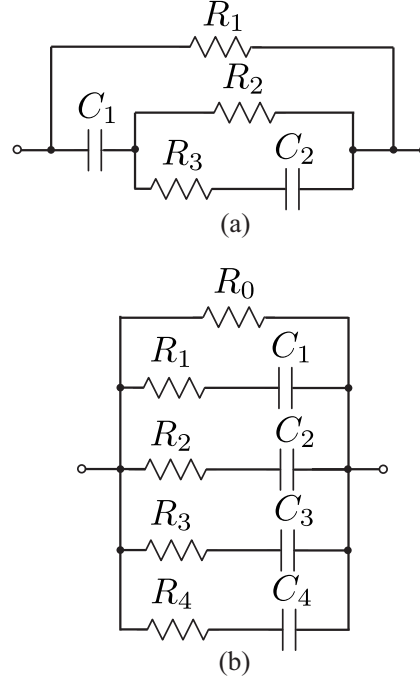 R₁
R₂
C₁
R₃ C₂
(a)
R₀
R₁ C₁
R₂ C₂
R₃ C₃
R₄ C₄
(b)